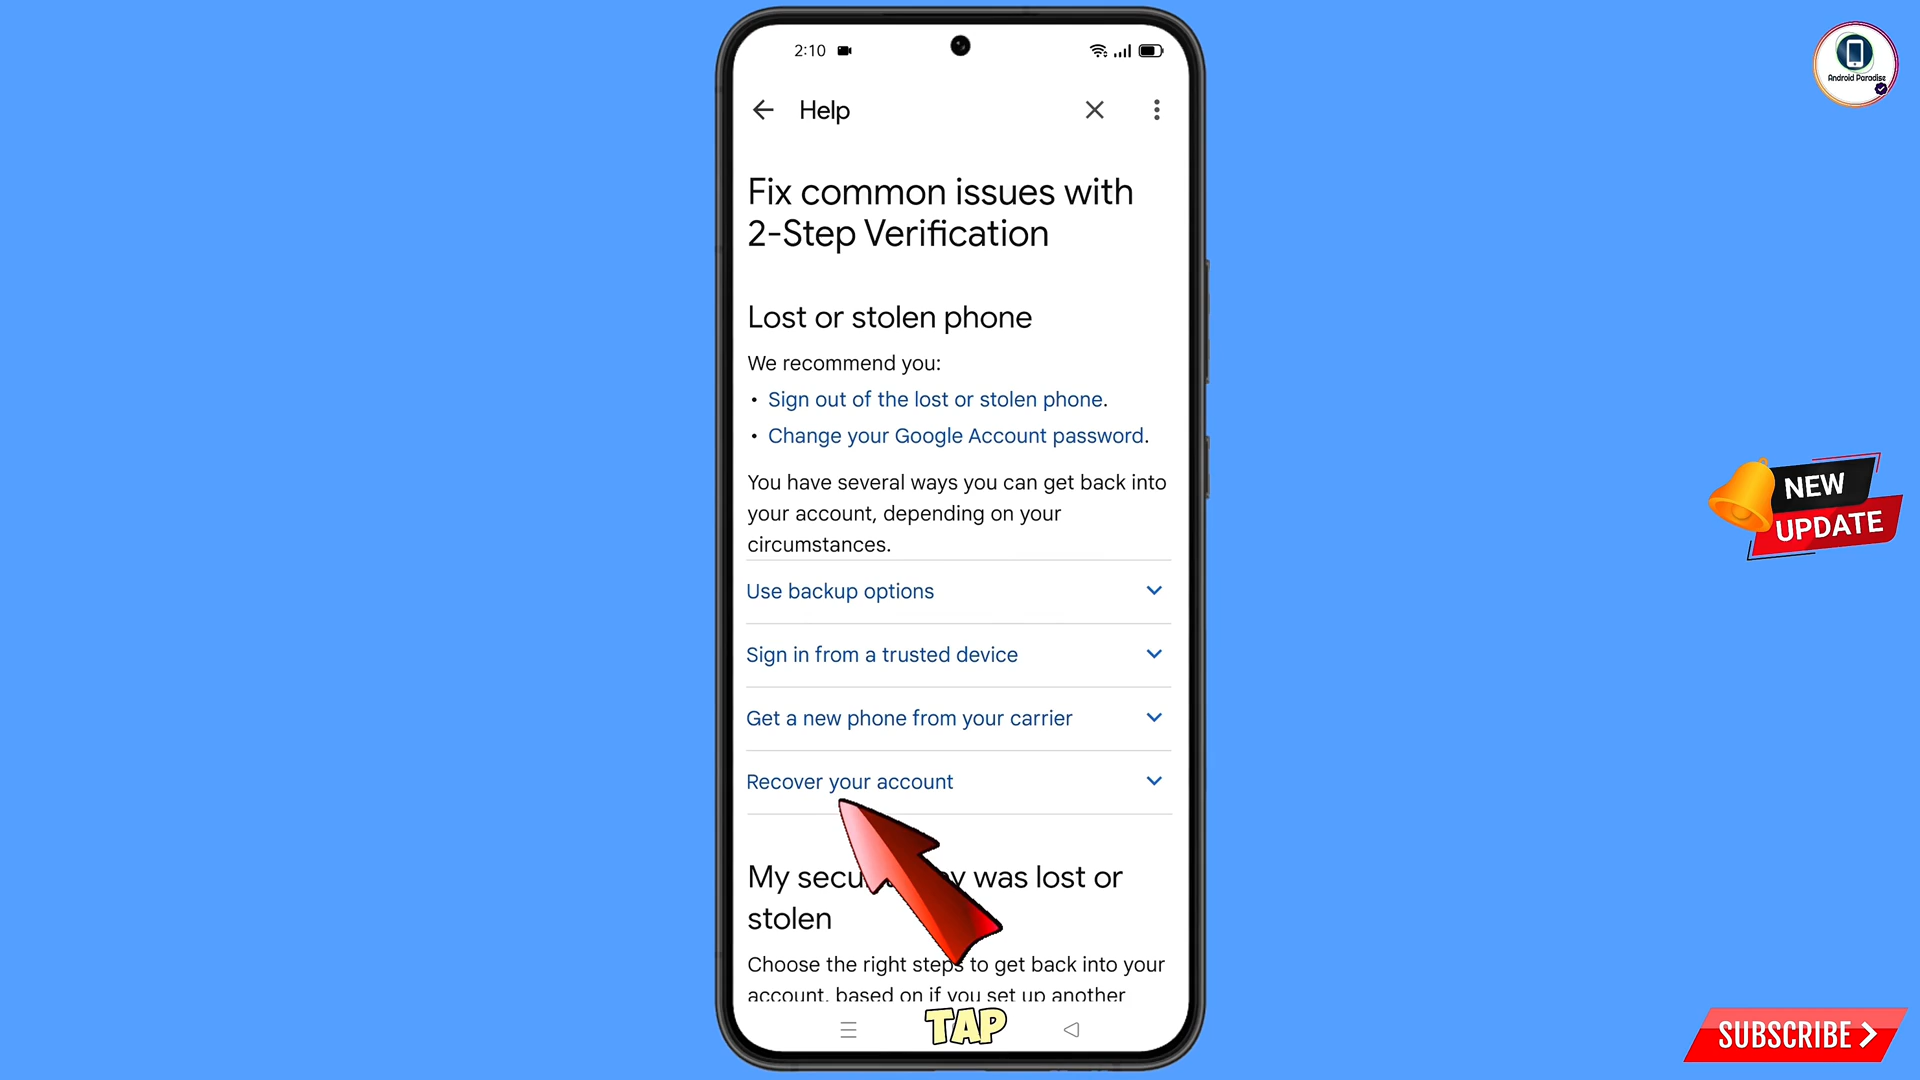 2:10
Android Paradise
Help
Fix common issues with
2-Step Verification
Lost or stolen phone
We recommend you:
• Sign out of the lost or stolen phone.
• Change your Google Account password.
You have several ways you can get back into
your account, depending on your
circumstances.
NEW
UPDATE
Use backup options
Sign in from a trusted device
Get a new phone from your carrier
Recover your account
My was lost or
stolen
Choose the right steps to get back into your
account, based on if you set up another
TAP
SUBSCRIBE